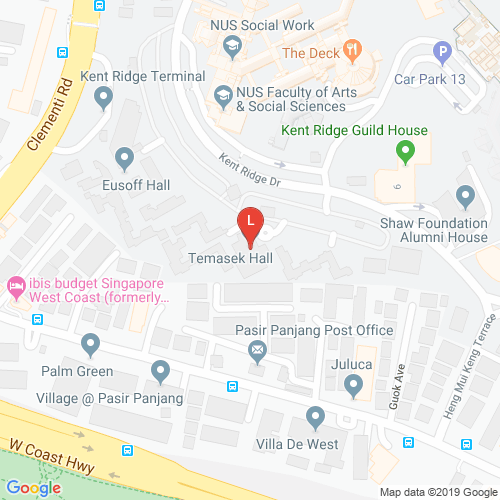 NUS Social Work
The Deck
Kent Ridge Terminal
P
Car Park 13
NUS Faculty of Arts
& Social Sciences
Clementi Rd
Kent Ridge Guild House
Kent Ridge Dr
Eusoff Hall
9
Shaw Foundation
Alumni House
L
Temasek Hall
ibis budget Singapore
West Coast (formerly…
Pasir Panjang Post Office
Heng Mui Keng Terrace
Palm Green
Juluca
Guok Ave
Village @ Pasir Panjang
W Coast Hwy
Villa De West
Map data ©2019 Google